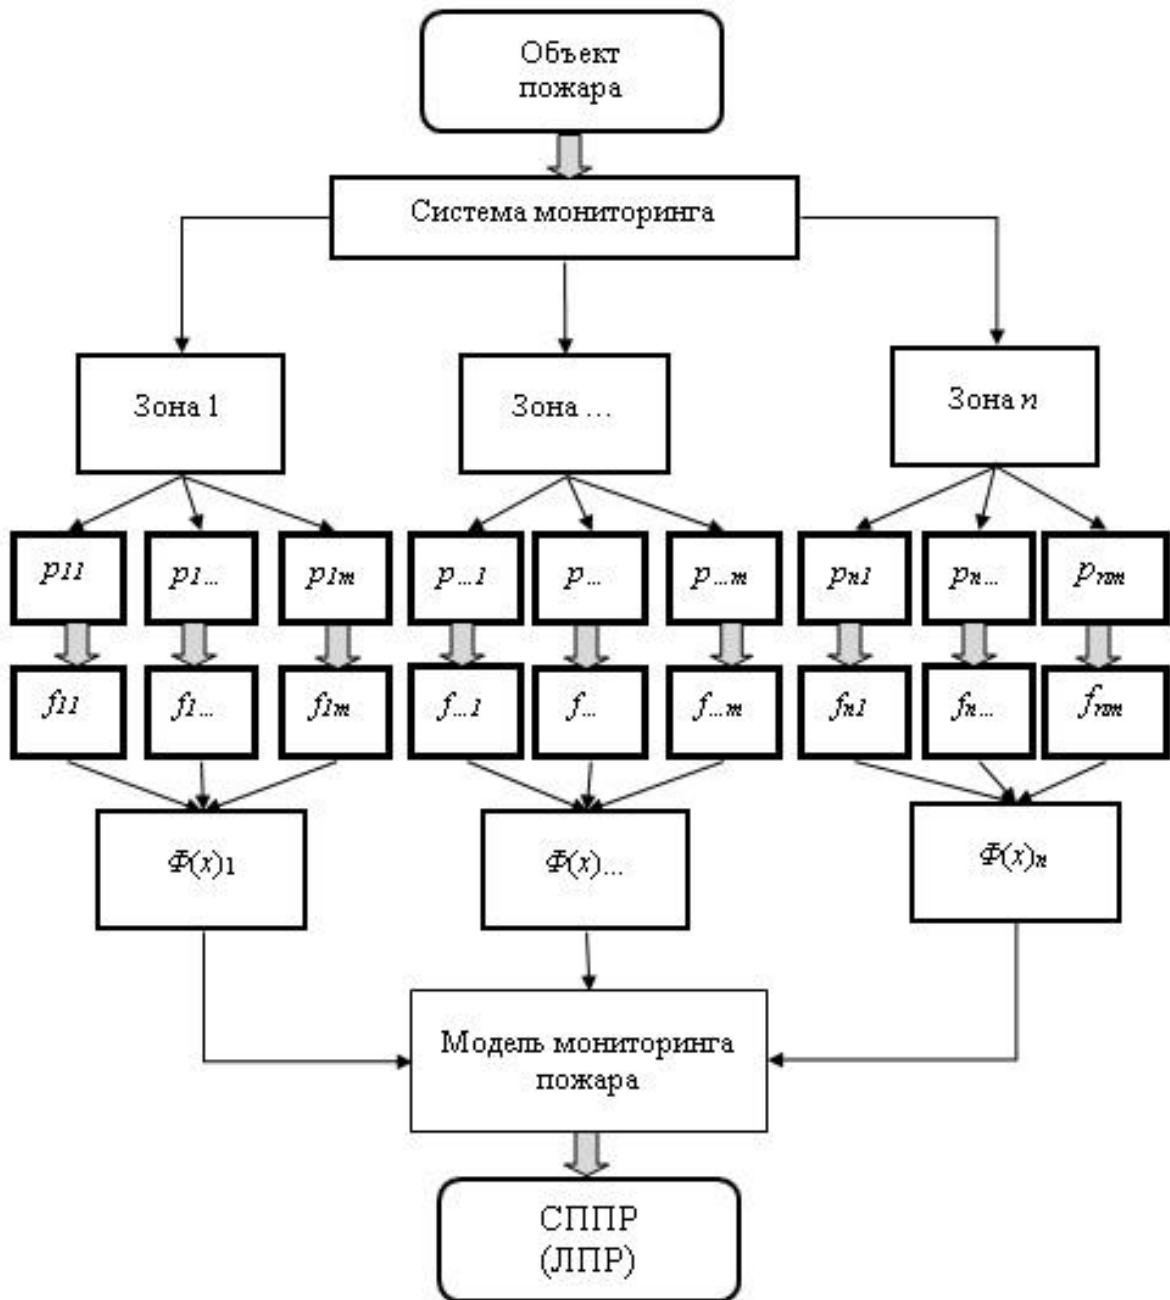 Объект
пожара
Система мониторинга
Зона 1
Зона ...
Зона n
p11
p1...
p1m
p...1
p...
p...m
pn1
pn...
pnm
f11
f1...
f1m
f...1
f...
f...m
fn1
fn...
fnm
Φ(x)1
Φ(x)...
Φ(x)n
Модель мониторинга
пожара
СППР
(ЛПР)